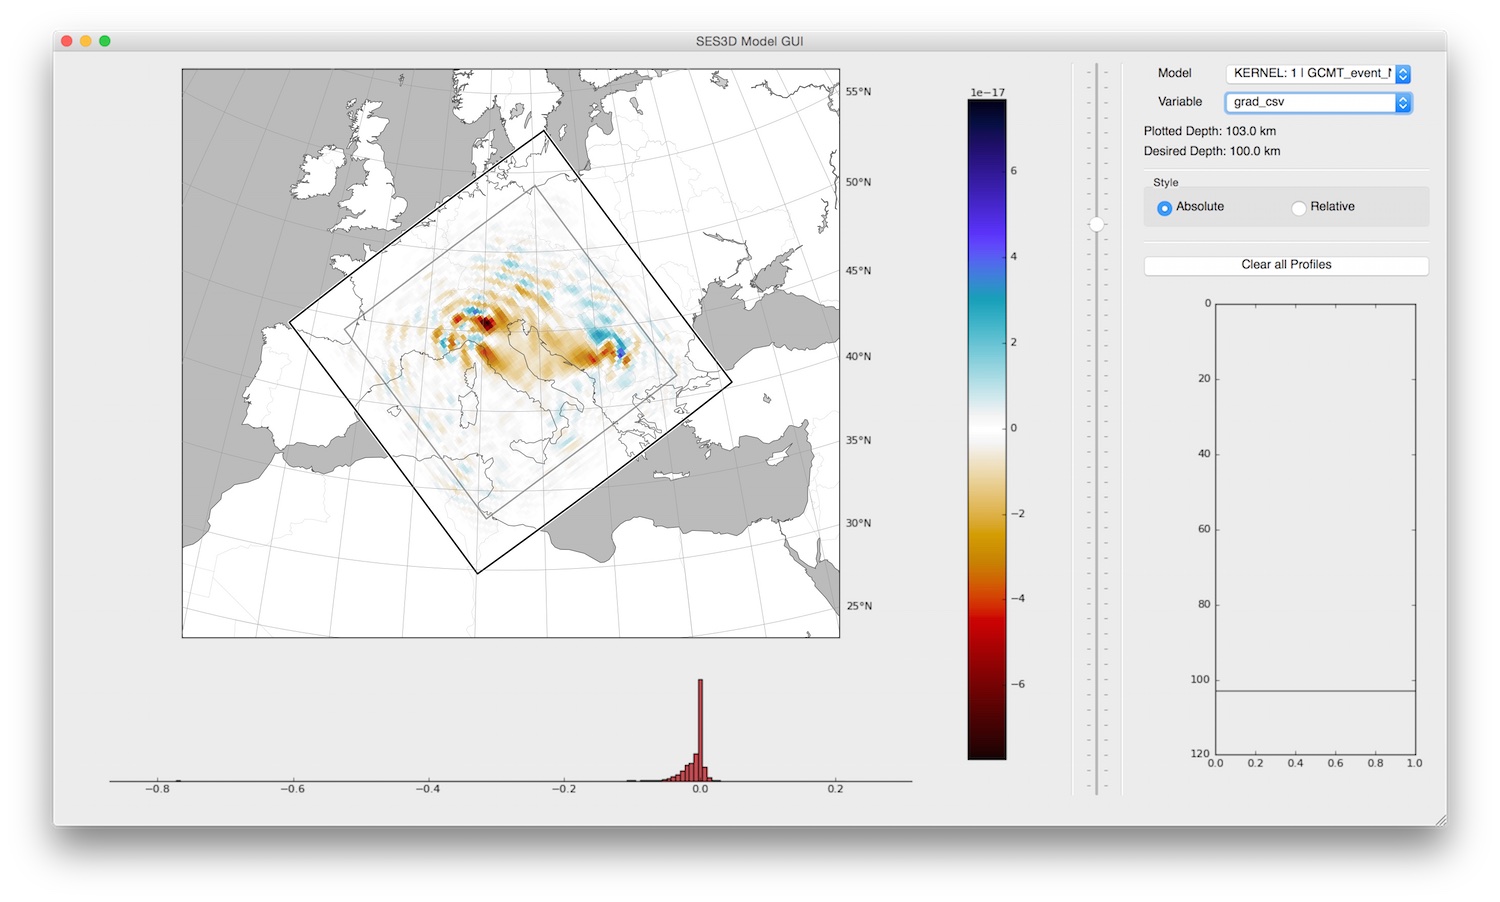 SES3D Model GUI
55°N
50°N
45°N
40°N
35°N
30°N
25°N
1e−17
6
4
2
0
−2
−4
−6
−0.8 −0.6 −0.4 −0.2 0.0 0.2
Model KERNEL: 1 | GCMT_event_N
Variable grad_csv
Plotted Depth: 103.0 km
Desired Depth: 100.0 km
Style
Absolute Relative
Clear all Profiles
0
20
40
60
80
100
120
0.0 0.2 0.4 0.6 0.8 1.0